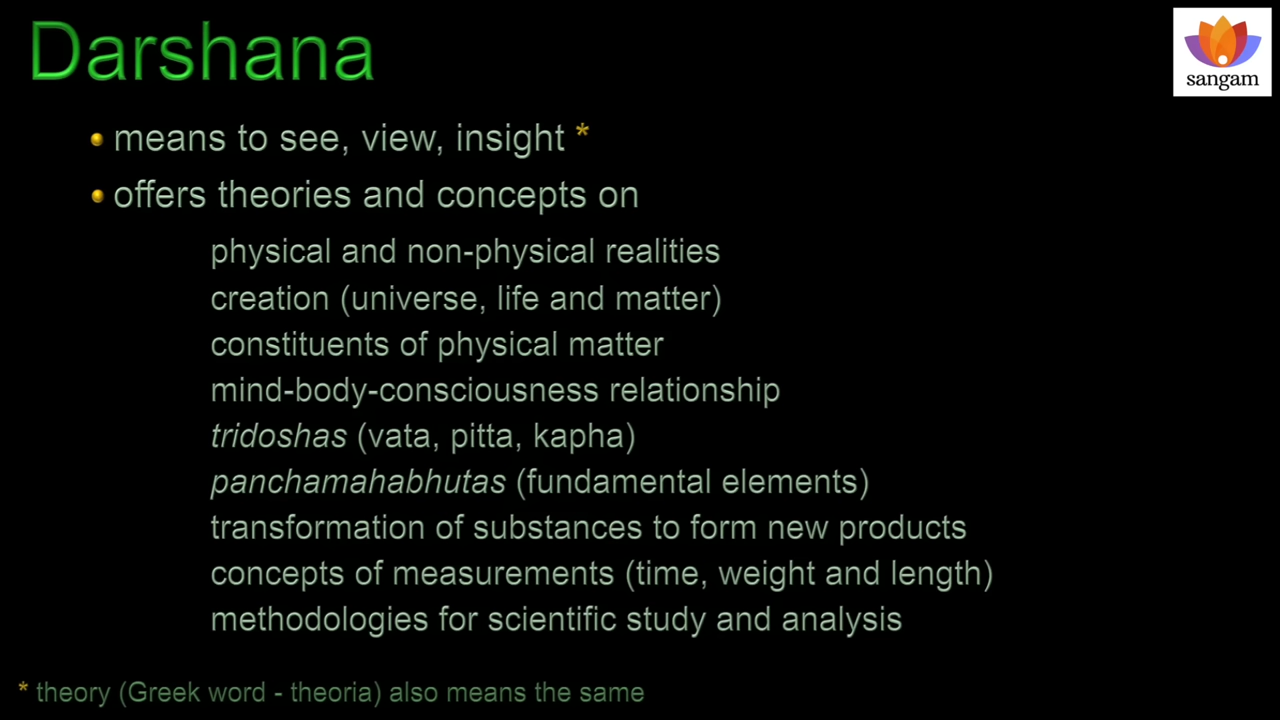 Darshana
sangam
means to see, view, insight *
offers theories and concepts on
physical and non-physical realities
creation (universe, life and matter)
constituents of physical matter
mind-body-consciousness relationship
tridoshas (vata, pitta, kapha)
panchamahabhutas (fundamental elements)
transformation of substances to form new products
concepts of measurements (time, weight and length)
methodologies for scientific study and analysis
* theory (Greek word - theoria) also means the same